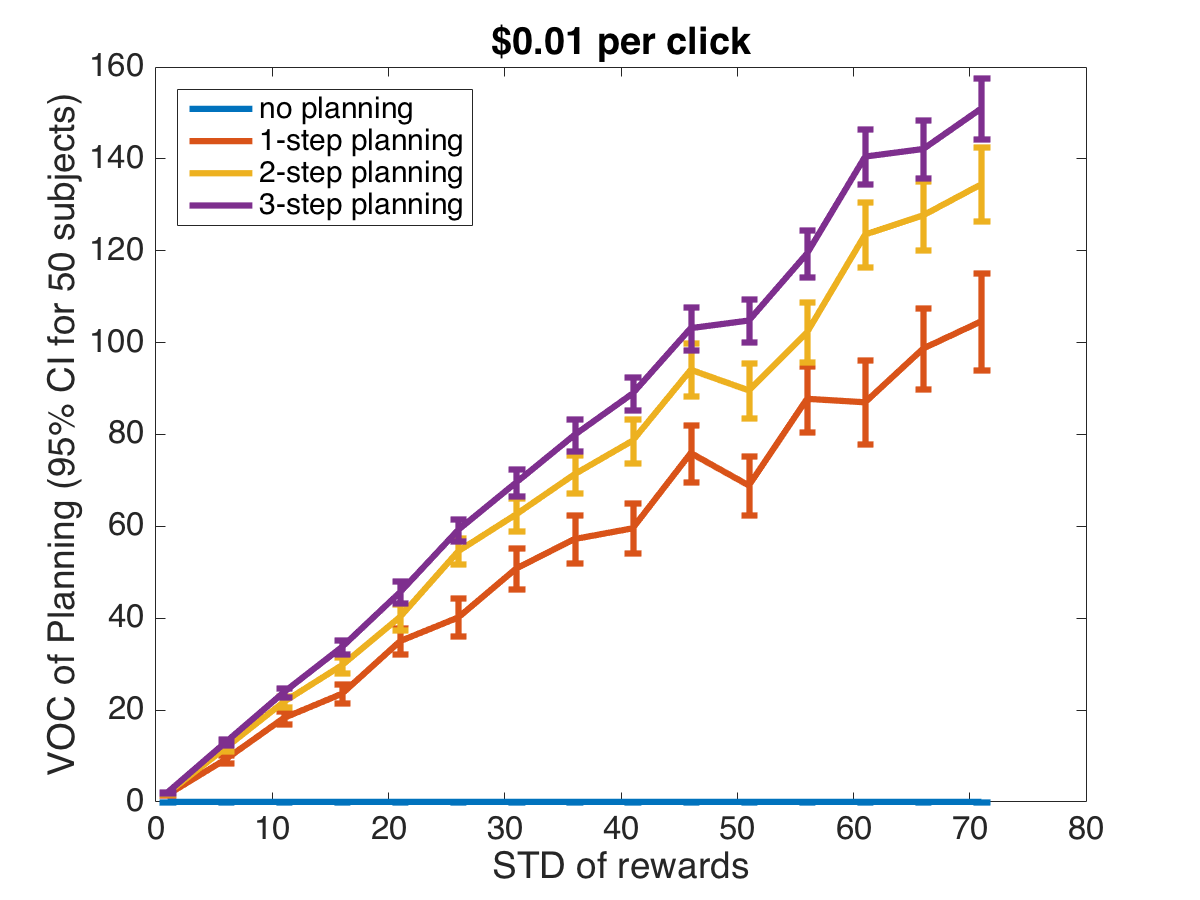 $0.01 per click
160
140
120
100
80
60
40
20
0
VOC of Planning (95% CI for 50 subjects)
no planning
1-step planning
2-step planning
3-step planning
0 10 20 30 40 50 60 70 80
STD of rewards